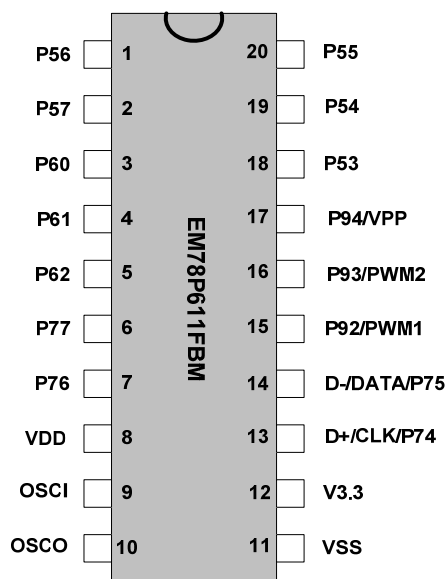 P56 1 20 P55
P57 2 19 P54
P60 3 18 P53
P61 4 17 P94/VPP
P62 5 16 P93/PWM2
P77 6 15 P92/PWM1
P76 7 14 D-/DATA/P75
VDD 8 13 D+/CLK/P74
OSCI 9 12 V3.3
OSCO 10 11 VSS
EM78P611FBM